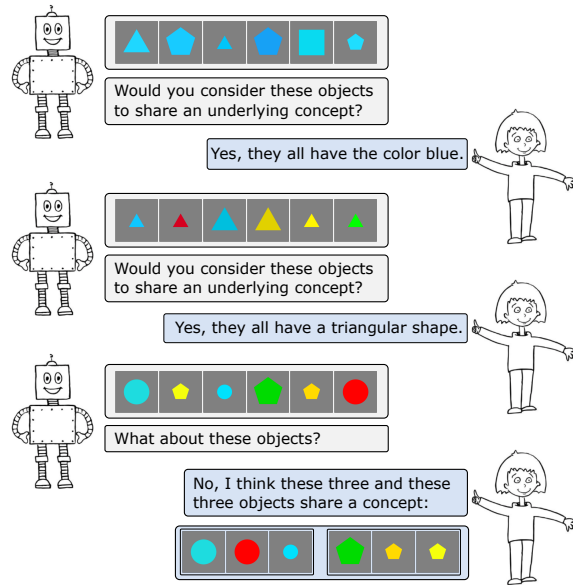 Would you consider these objects
to share an underlying concept?
Yes, they all have the color blue.
Would you consider these objects
to share an underlying concept?
Yes, they all have a triangular shape.
What about these objects?
No, I think these three and these
three objects share a concept: